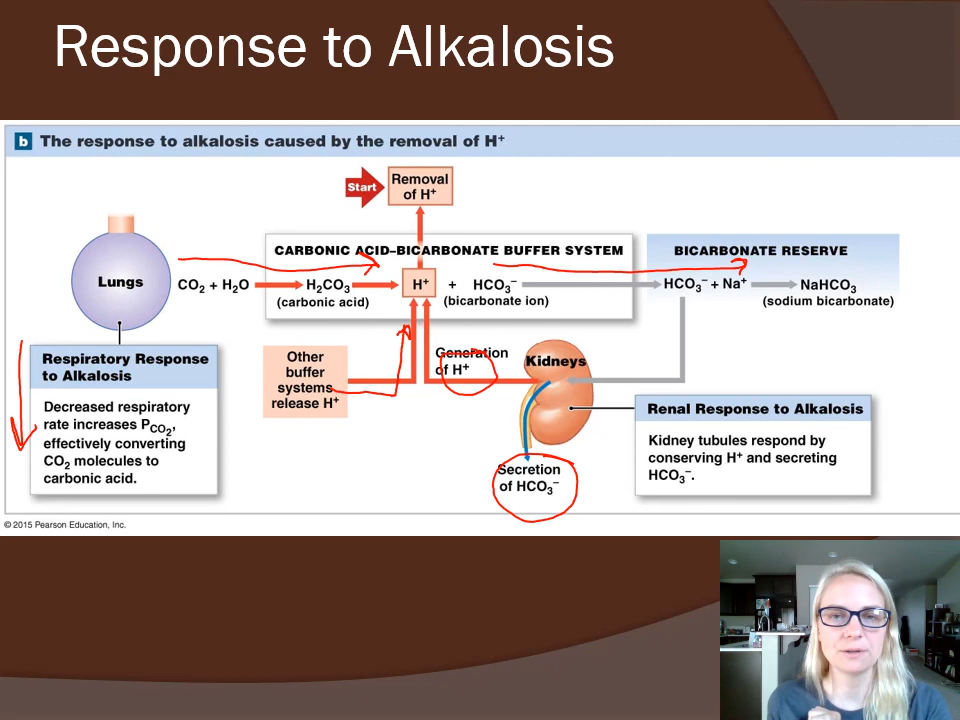 Response to Alkalosis
b The response to alkalosis caused by the removal of H⁺
Start
Removal
of H⁺
CARBONIC ACID–BICARBONATE BUFFER SYSTEM
BICARBONATE RESERVE
Lungs
CO₂ + H₂O
H₂CO₃
(carbonic acid)
H⁺
+
HCO₃⁻
(bicarbonate ion)
HCO₃⁻ + Na⁺
NaHCO₃
(sodium bicarbonate)
Respiratory Response
to Alkalosis
Decreased respiratory
rate increases P_CO₂,
effectively converting
CO₂ molecules to
carbonic acid.
Other
buffer
systems
release H⁺
Generation
of H⁺
Kidneys
Secretion
of HCO₃⁻
Renal Response to Alkalosis
Kidney tubules respond by
conserving H⁺ and secreting
HCO₃⁻.
© 2015 Pearson Education, Inc.